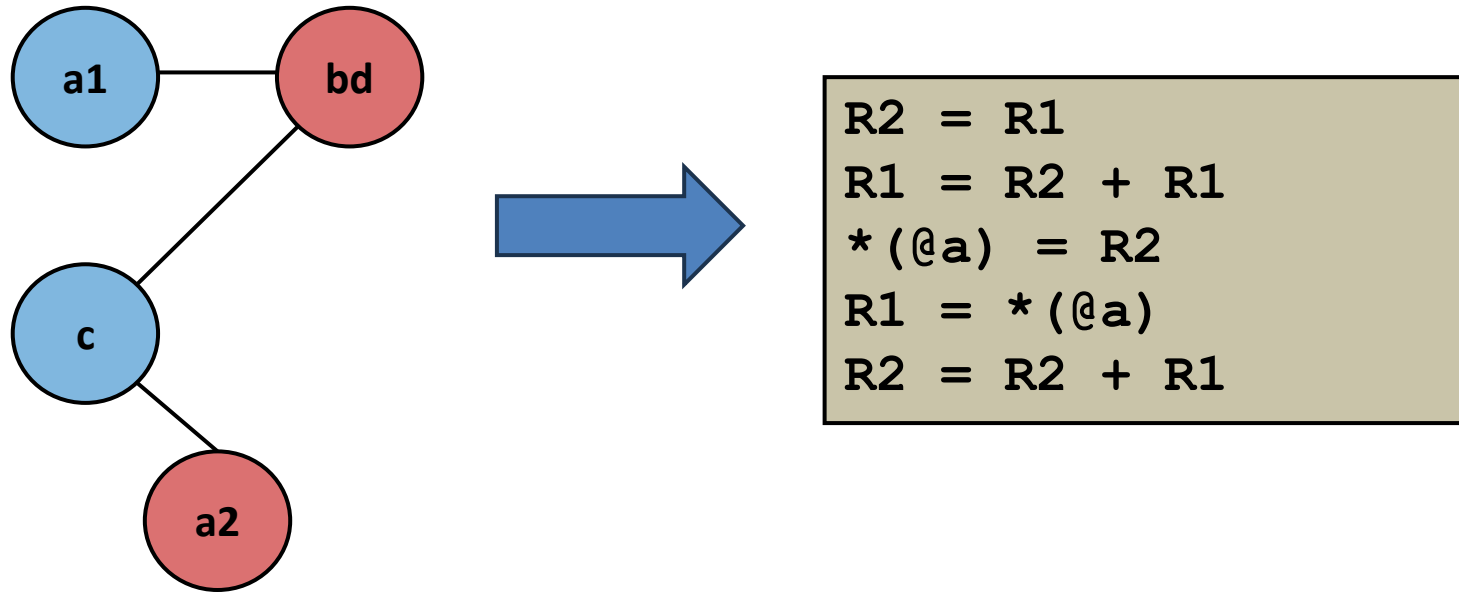 a1
bd
c
a2
R2 = R1
R1 = R2 + R1
*(@a) = R2
R1 = *(@a)
R2 = R2 + R1